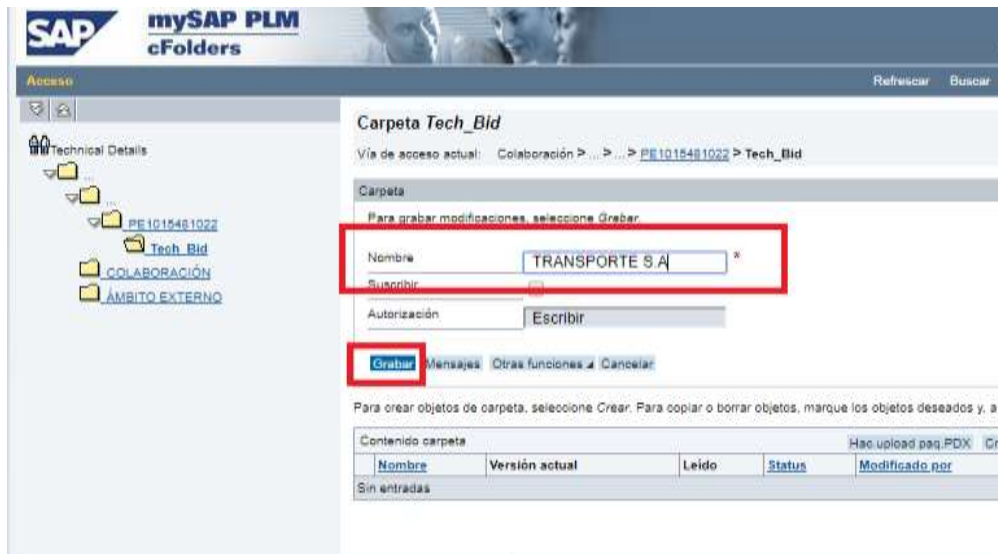 SAP mySAP PLM
cFolders
Acceso Refrescar Buscar
Technical Details
...
...
PE1015481022
Tech_Bid
COLABORACIÓN
ÁMBITO EXTERNO
Carpeta Tech_Bid
Vía de acceso actual: Colaboración > ... > ... > PE1015481022 > Tech_Bid
Carpeta
Para grabar modificaciones, seleccione Grabar.
Nombre TRANSPORTE S.A *
Suscribir
Autorización Escribir
Grabar Mensajes Otras funciones Cancelar
Para crear objetos de carpeta, seleccione Crear. Para copiar o borrar objetos, marque los objetos deseados y, a
Contenido carpeta Hac.upload paq.PDX Cr
Nombre Versión actual Leído Status Modificado por
Sin entradas